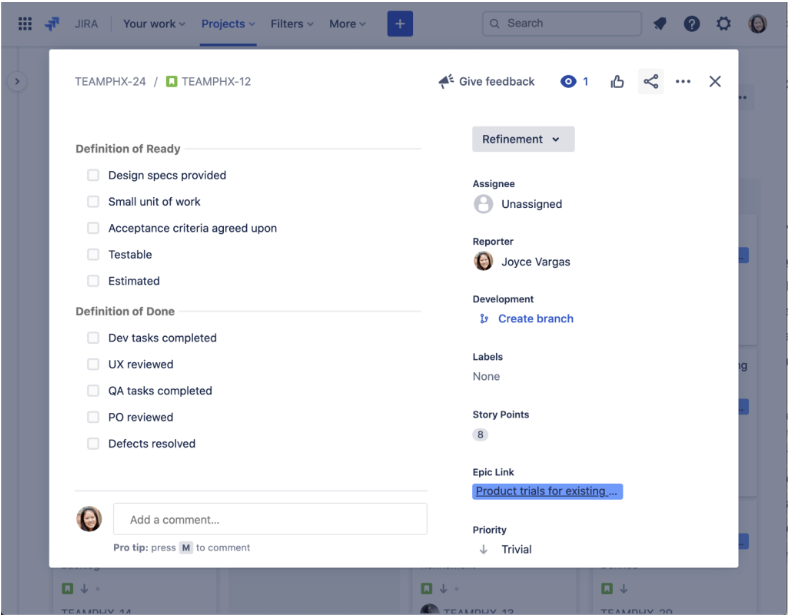 JIRA Your work Projects Filters More + Search
TEAMPHX-24 / TEAMPHX-12 Give feedback 1
Refinement
Definition of Ready
Design specs provided
Small unit of work
Acceptance criteria agreed upon
Testable
Estimated
Definition of Done
Dev tasks completed
UX reviewed
QA tasks completed
PO reviewed
Defects resolved
Add a comment...
Pro tip: press M to comment
Assignee
Unassigned
Reporter
Joyce Vargas
Development
Create branch
Labels
None
Story Points
8
Epic Link
Product trials for existing ...
Priority
Trivial
TEAMPHX-14 TEAMPHX-13 TEAMPHX-20